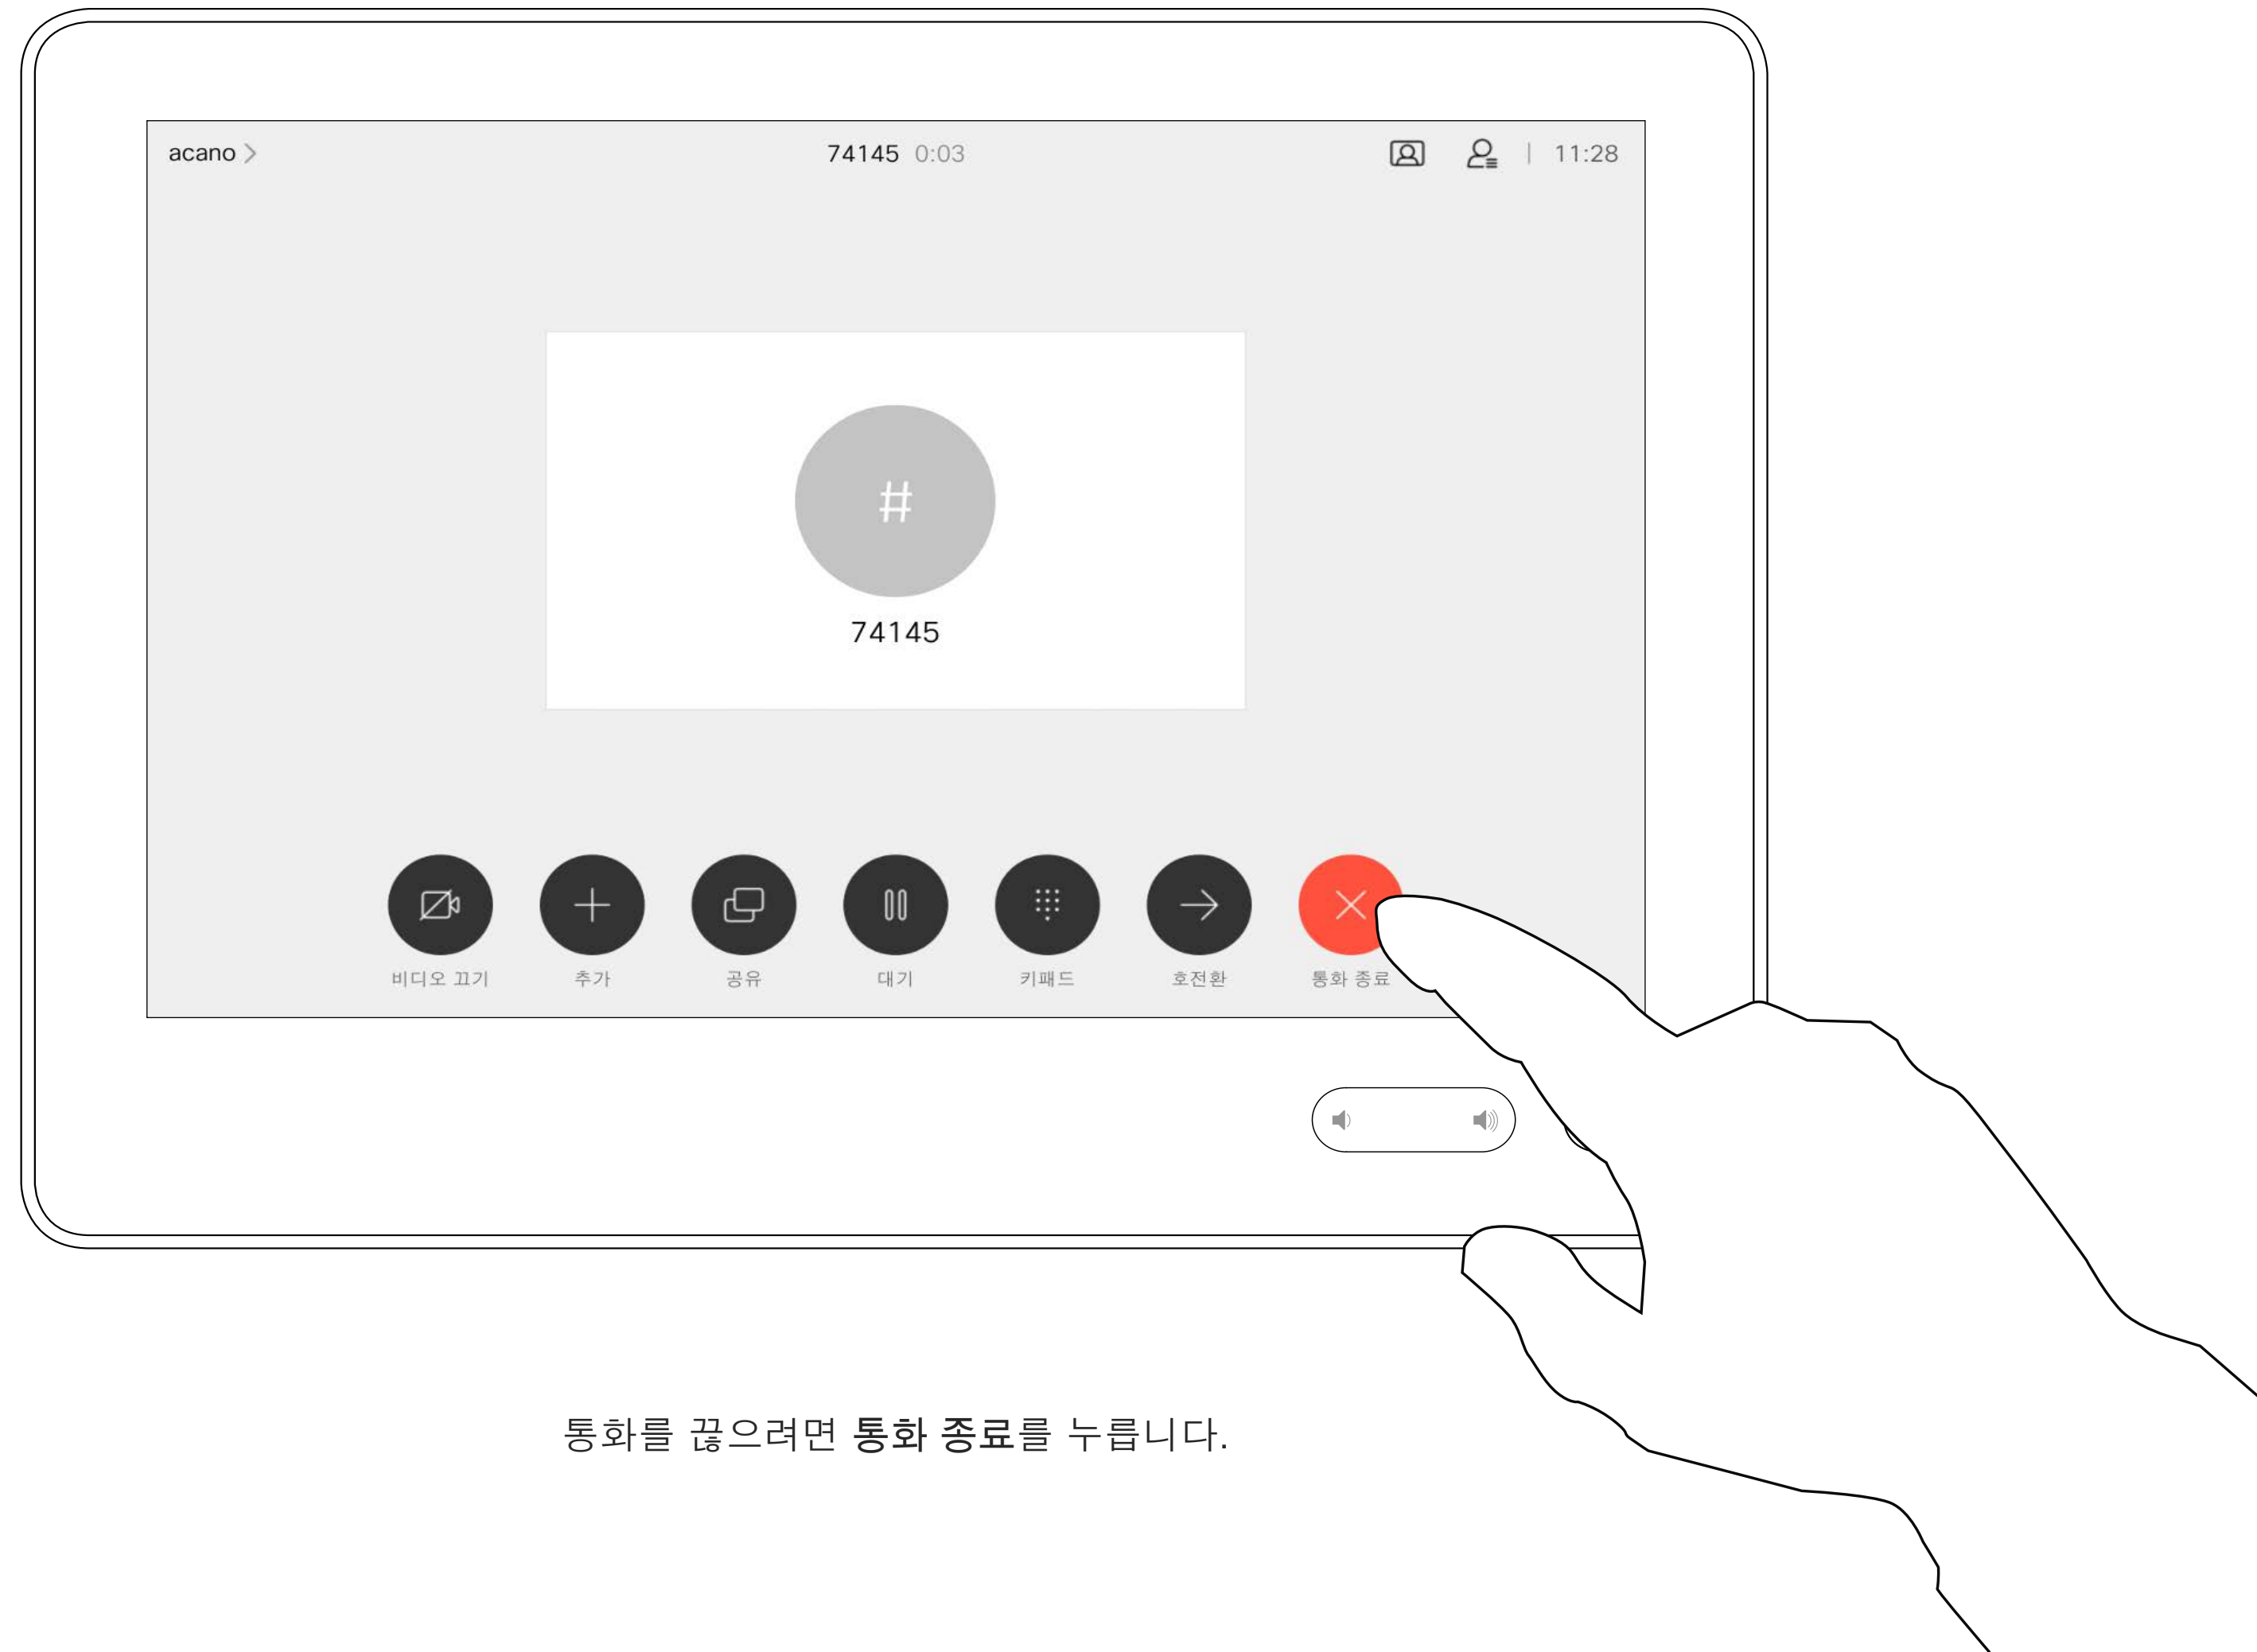 acano
74145 0:03
11:28
#
74145
비디오 끄기
추가
공유
대기
키패드
호전환
통화 종료
통화를 끊으려면 통화 종료를 누릅니다.